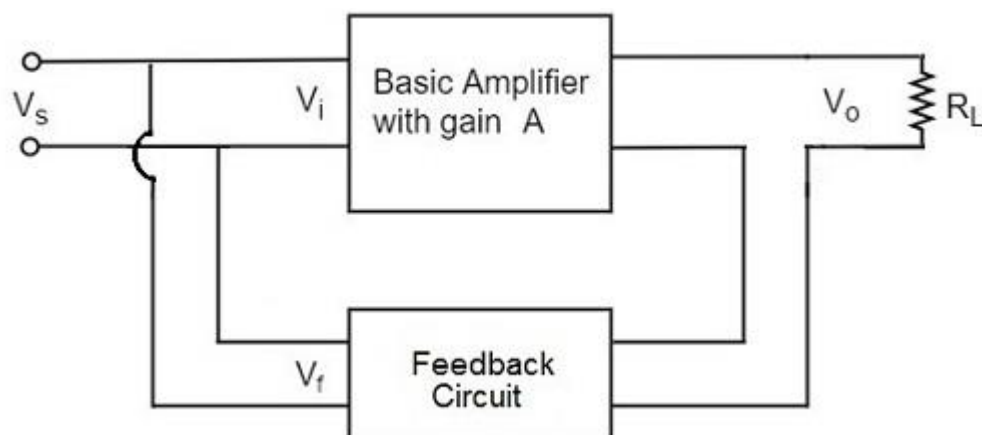 Basic Amplifier
with gain A
Vs
Vi
Vo
RL
Feedback
Circuit
Vf